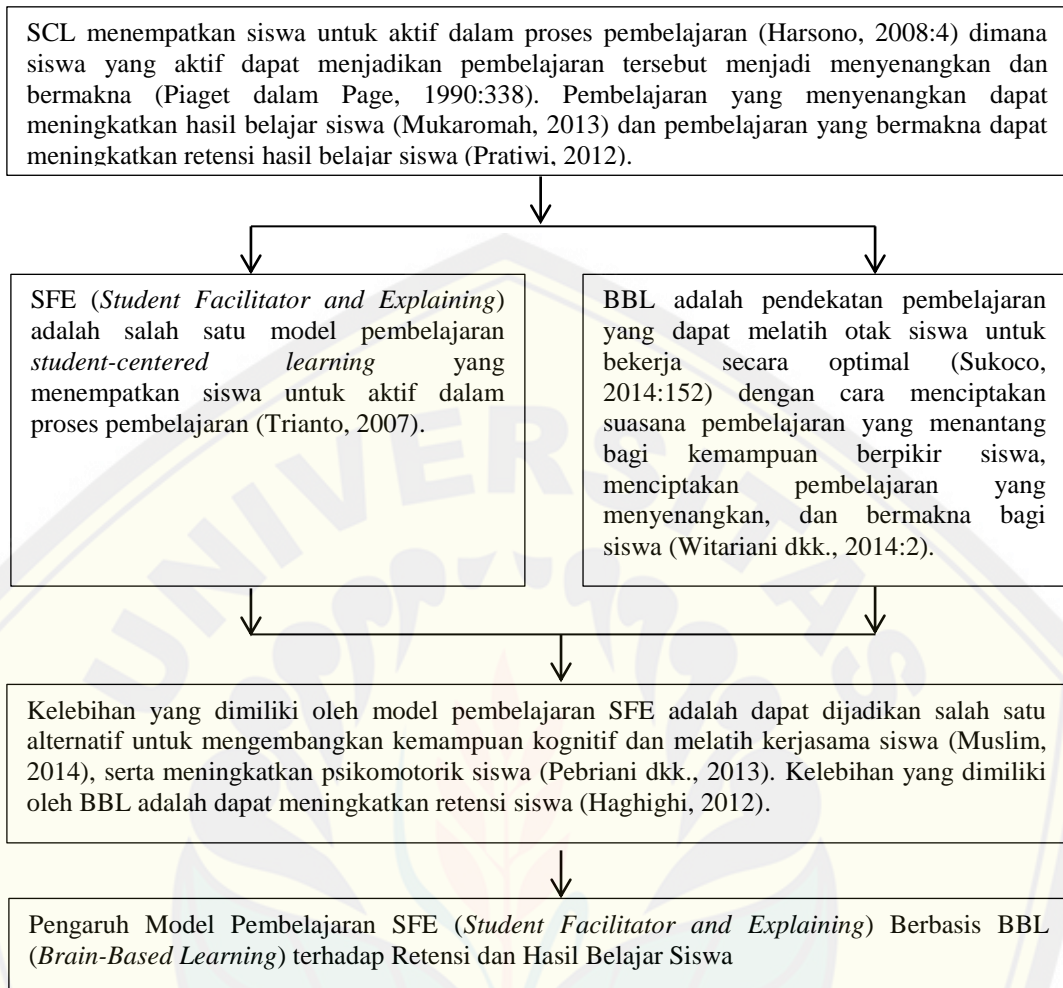 SCL menempatkan siswa untuk aktif dalam proses pembelajaran (Harsono, 2008:4) dimana
siswa yang aktif dapat menjadikan pembelajaran tersebut menjadi menyenangkan dan
bermakna (Piaget dalam Page, 1990:338). Pembelajaran yang menyenangkan dapat
meningkatkan hasil belajar siswa (Mukaromah, 2013) dan pembelajaran yang bermakna dapat
meningkatkan retensi hasil belajar siswa (Pratiwi, 2012).
SFE (Student Facilitator and Explaining)
adalah salah satu model pembelajaran
student-centered learning yang
menempatkan siswa untuk aktif dalam
proses pembelajaran (Trianto, 2007).
BBL adalah pendekatan pembelajaran
yang dapat melatih otak siswa untuk
bekerja secara optimal (Sukoco,
2014:152) dengan cara menciptakan
suasana pembelajaran yang menantang
bagi kemampuan berpikir siswa,
menciptakan pembelajaran yang
menyenangkan, dan bermakna bagi
siswa (Witariani dkk., 2014:2).
Kelebihan yang dimiliki oleh model pembelajaran SFE adalah dapat dijadikan salah satu
alternatif untuk mengembangkan kemampuan kognitif dan melatih kerjasama siswa (Muslim,
2014), serta meningkatkan psikomotorik siswa (Pebriani dkk., 2013). Kelebihan yang dimiliki
oleh BBL adalah dapat meningkatkan retensi siswa (Haghighi, 2012).
Pengaruh Model Pembelajaran SFE (Student Facilitator and Explaining) Berbasis BBL
(Brain-Based Learning) terhadap Retensi dan Hasil Belajar Siswa
UNIVERSITAS